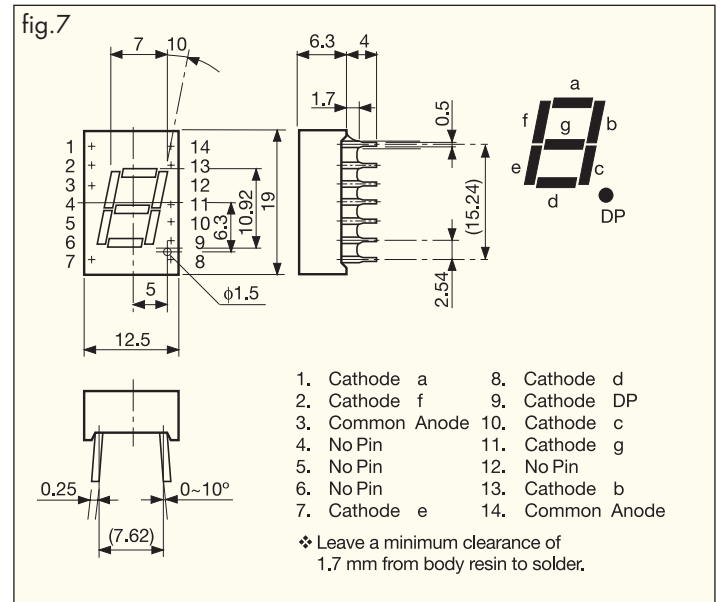 fig.7
7 10
6.3 4
1.7
0.5
1 14
2 13
3 12
4 11
5 10
6 9
7 8
6.3
10.92
19
(15.24)
2.54
5
φ1.5
12.5
a
f b
g
e c
d
DP
0.25 0~10º
(7.62)
1. Cathode a 8. Cathode d
2. Cathode f 9. Cathode DP
3. Common Anode 10. Cathode c
4. No Pin 11. Cathode g
5. No Pin 12. No Pin
6. No Pin 13. Cathode b
7. Cathode e 14. Common Anode
❖ Leave a minimum clearance of
1.7 mm from body resin to solder.